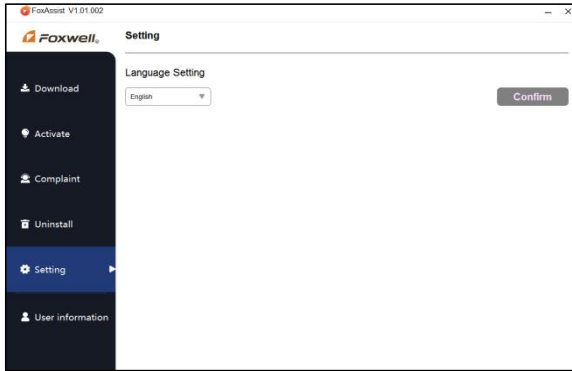 FoxAssist V1.01.002
FOXWELL®
Setting
Language Setting
English
Confirm
Download
Activate
Complaint
Uninstall
Setting
User information